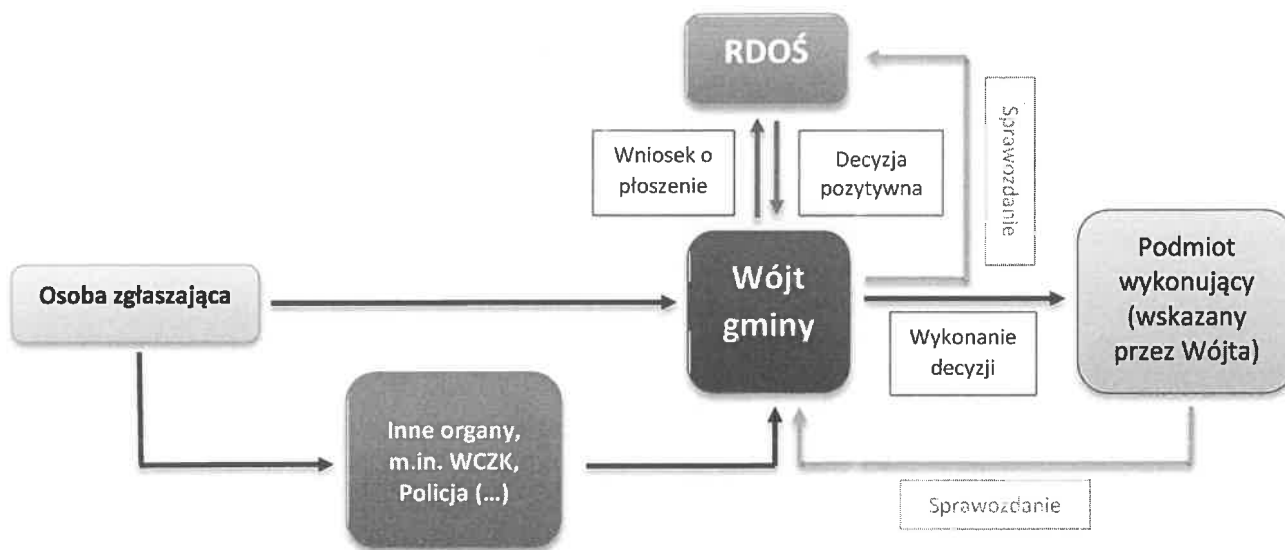 RDOŚ
Sprawozdanie
Wniosek o
płoszenie
Decyzja
pozytywna
Osoba zgłaszająca
Wójt
gminy
Podmiot
wykonujący
(wskazany
przez Wójta)
Wykonanie
decyzji
Inne organy,
m.in. WCZK,
Policja (...)
Sprawozdanie